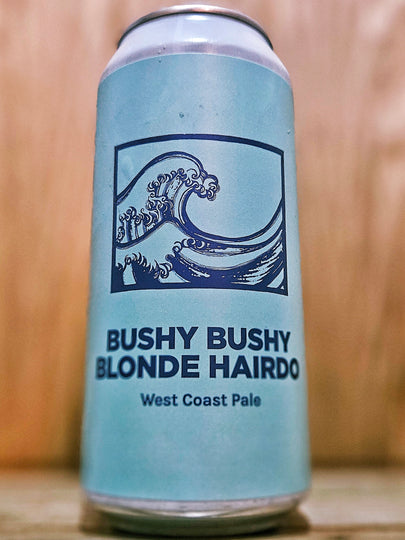 BUSHY BUSHY
BLONDE HAIRDO
West Coast Pale